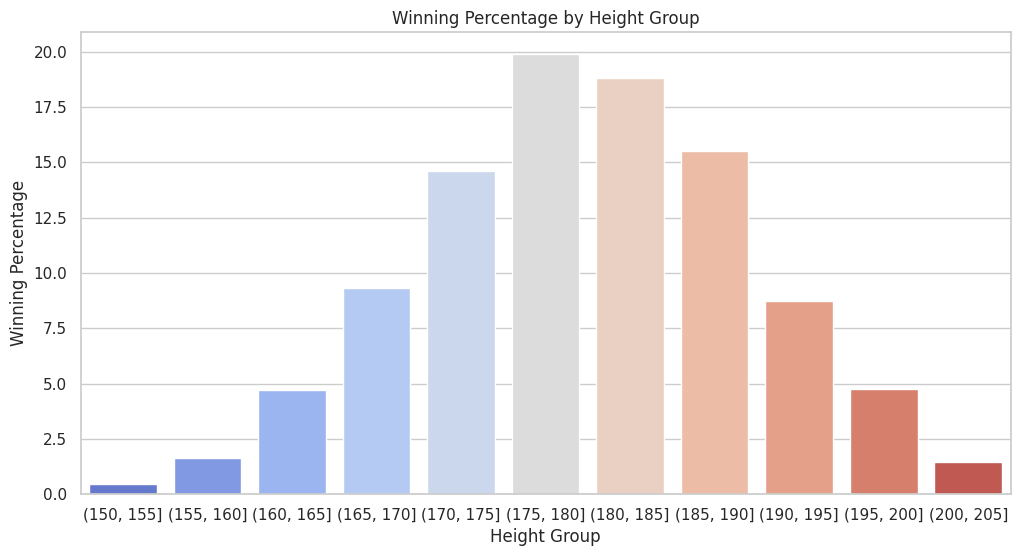 Winning Percentage by Height Group
Winning Percentage
20.0
17.5
15.0
12.5
10.0
7.5
5.0
2.5
0.0
(150, 155] (155, 160] (160, 165] (165, 170] (170, 175] (175, 180] (180, 185] (185, 190] (190, 195] (195, 200] (200, 205]
Height Group